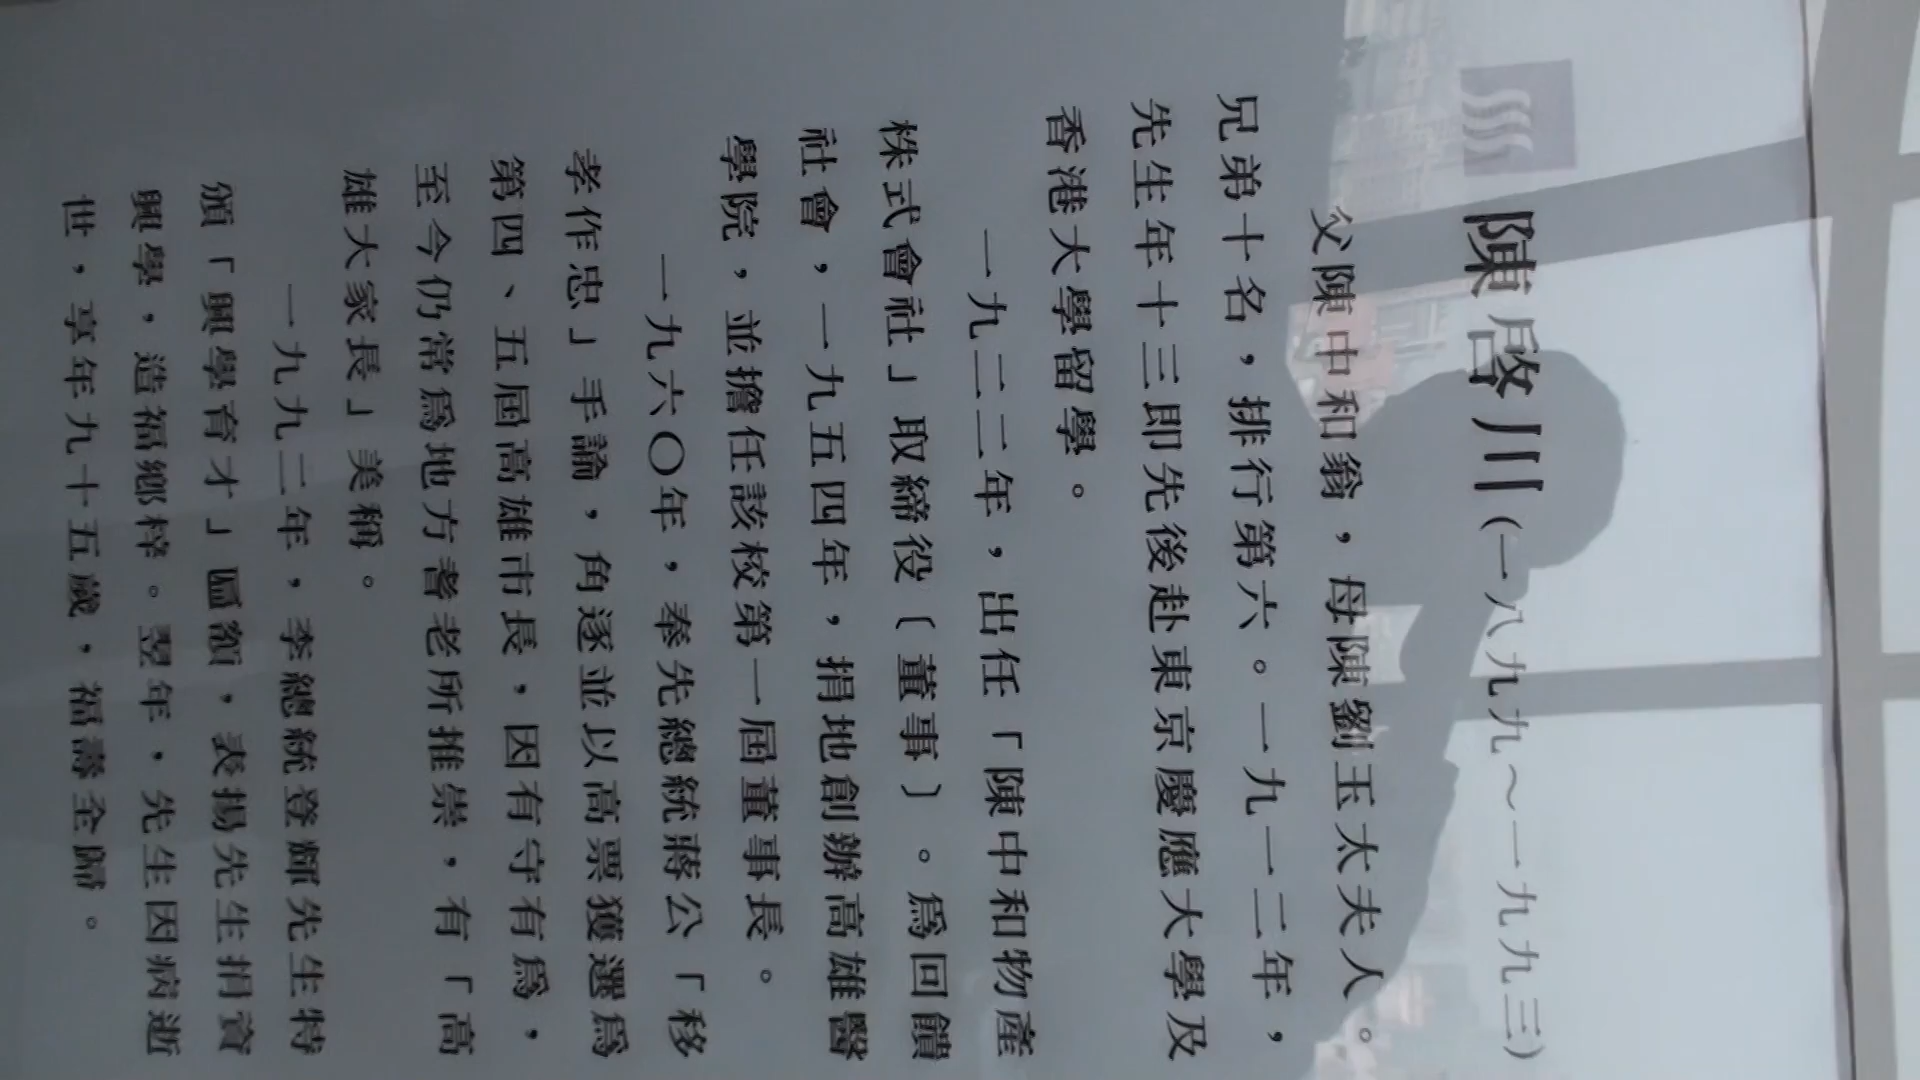 陳啓川(一八九九～一九九三)
父陳中和翁，母陳劉玉太夫人。
兄弟十名，排行第六。一九一二年，
先生年十三即先後赴東京慶應大學及
香港大學留學。
一九二二年，出任「陳中和物產
株式會社」取締役〔董事〕。爲回饋
社會，一九五四年，捐地創辦高雄醫
學院，並擔任該校第一屆董事長。
一九六〇年，奉先總統蔣公「移
孝作忠」手諭，角逐並以高票獲選爲
第四、五屆高雄市長，因有守有爲，
至今仍常爲地方耆老所推崇，有「高
雄大家長」美稱。
一九九二年，李總統登輝先生特
頒「興學育才」匾額，表揚先生捐資
興學，造福鄉梓。翌年，先生因病逝
世，享年九十五歲，福壽全歸。